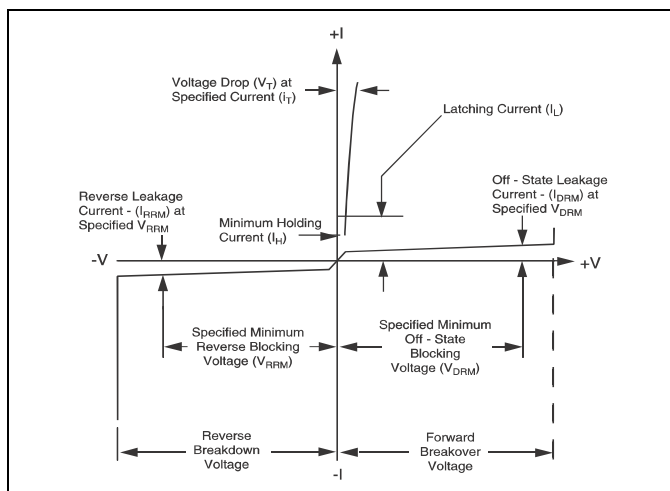 +I
Voltage Drop (VT) at
Specified Current (iT)
Latching Current (IL)
Reverse Leakage
Current - (IRRM) at
Specified VRRM
Off - State Leakage
Current - (IDRM) at
Specified VDRM
Minimum Holding
Current (IH)
-V
+V
Specified Minimum
Reverse Blocking
Voltage (VRRM)
Specified Minimum
Off - State
Blocking
Voltage (VDRM)
Reverse
Breakdown
Voltage
Forward
Breakover
Voltage
-I